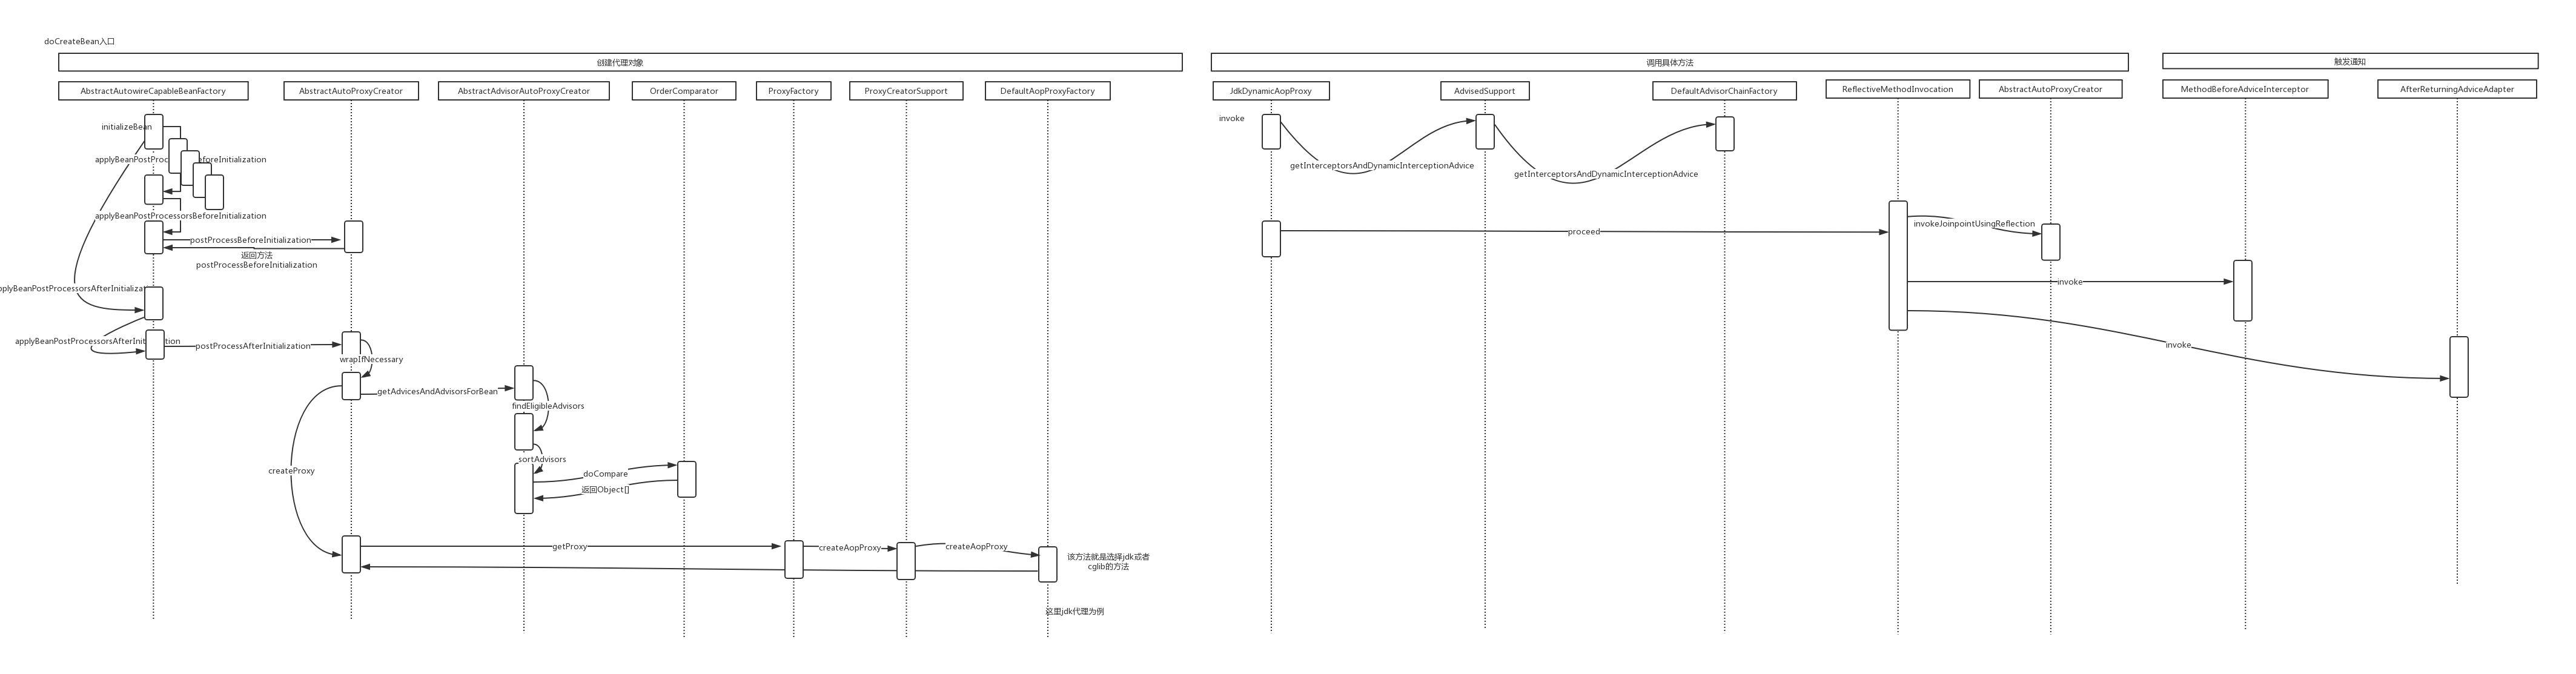 doCreateBean入口
创建代理对象
调用具体方法
触发通知
AbstractAutowireCapableBeanFactory
AbstractAutoProxyCreator
AbstractAdvisorAutoProxyCreator
OrderComparator
ProxyFactory
ProxyCreatorSupport
DefaultAopProxyFactory
JdkDynamicAopProxy
AdvisedSupport
DefaultAdvisorChainFactory
ReflectiveMethodInvocation
AbstractAutoProxyCreator
MethodBeforeAdviceInterceptor
AfterReturningAdviceAdapter
initializeBean
applyBeanPostProc
eforeInitialization
applyBeanPostProcessorsBeforeInitialization
postProcessBeforeInitialization
返回方法
postProcessBeforeInitialization
pplyBeanPostProcessorsAfterInitializat
applyBeanPostProcessorsAfterInit
tion
postProcessAfterInitialization
wrapIfNecessary
getAdvicesAndAdvisorsForBean
findEligibleAdvisors
sortAdvisors
doCompare
返回Object[]
createProxy
getProxy
createAopProxy
createAopProxy
该方法就是选择jdk或者
cglib的方法
这里jdk代理为例
invoke
getInterceptorsAndDynamicInterceptionAdvice
getInterceptorsAndDynamicInterceptionAdvice
proceed
invokeJoinpointUsingReflection
invoke
invoke